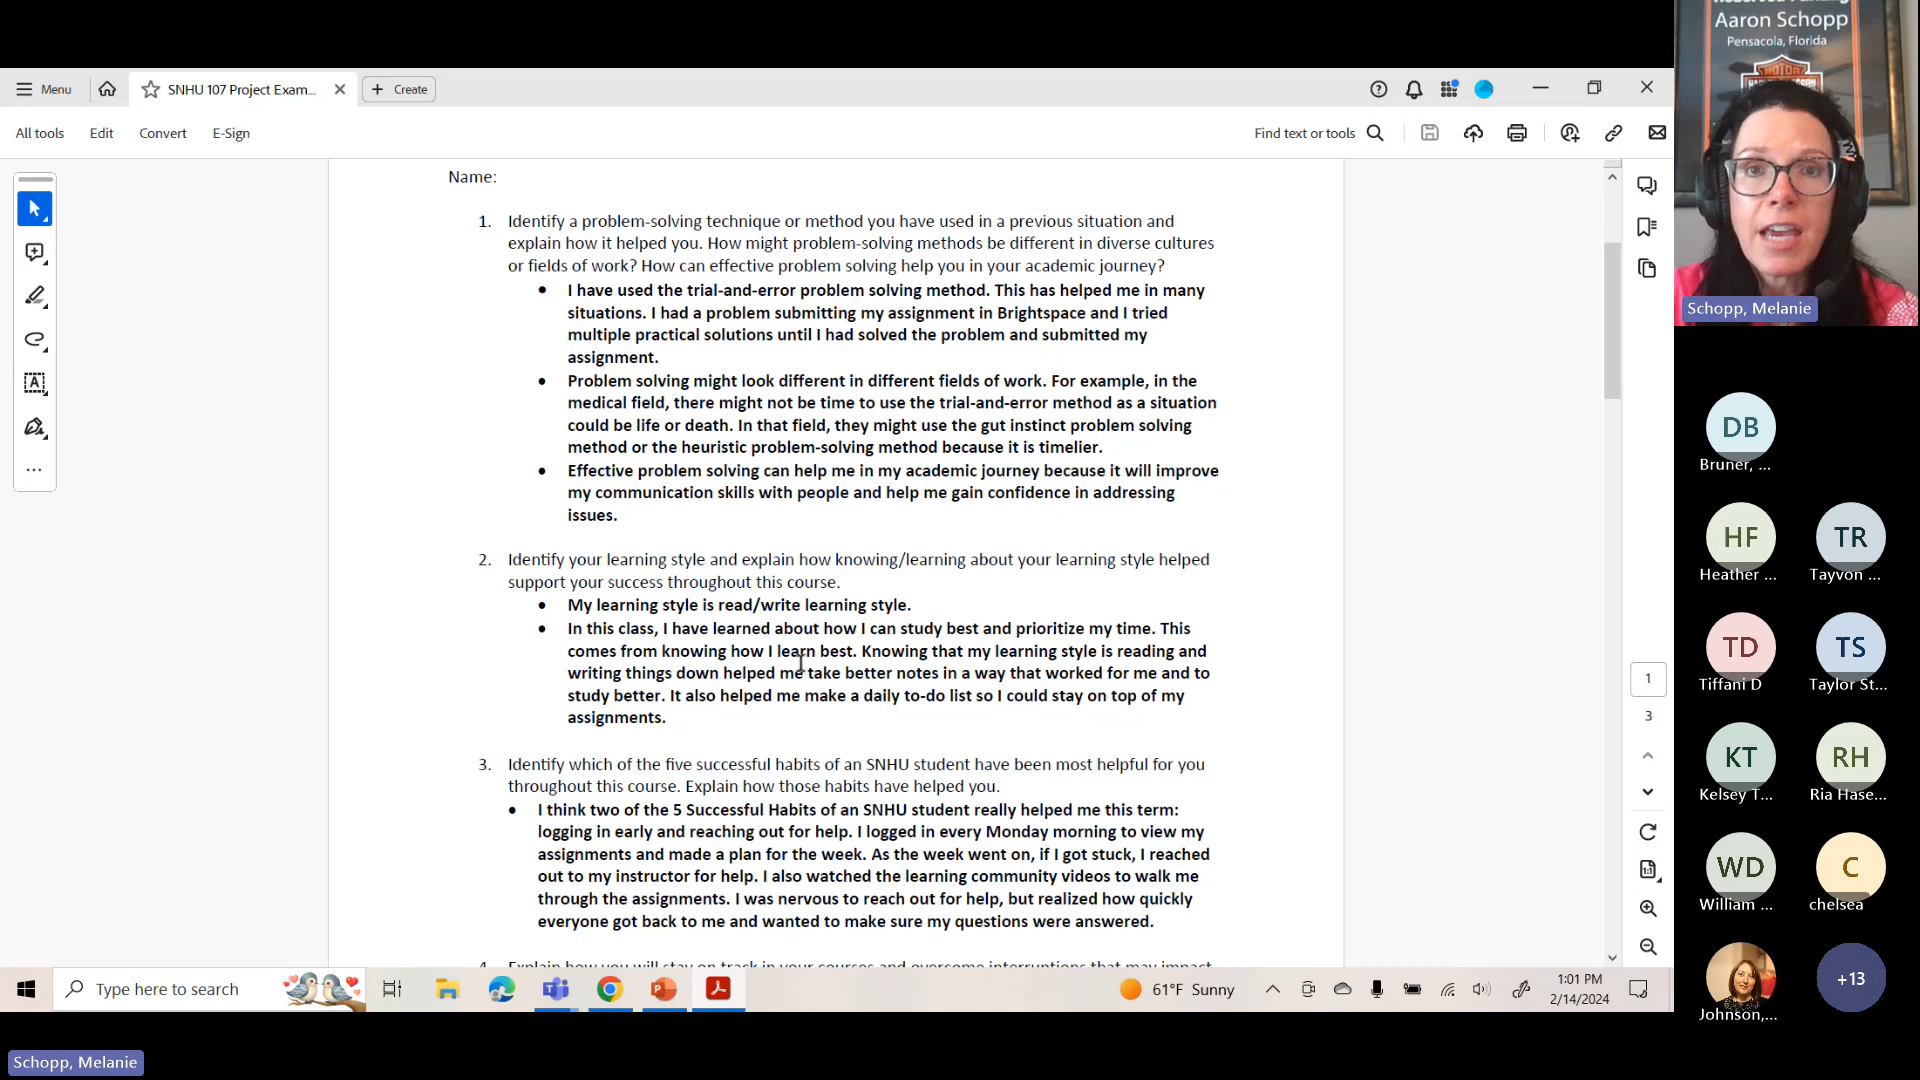 Aaron Schopp
Pensacola, Florida
MOTOR
Menu
SNHU 107 Project Exam...
Create
All tools
Edit
Convert
E-Sign
Find text or tools
Name:
1. Identify a problem-solving technique or method you have used in a previous situation and
explain how it helped you. How might problem-solving methods be different in diverse cultures
or fields of work? How can effective problem solving help you in your academic journey?
• I have used the trial-and-error problem solving method. This has helped me in many
situations. I had a problem submitting my assignment in Brightspace and I tried
multiple practical solutions until I had solved the problem and submitted my
assignment.
• Problem solving might look different in different fields of work. For example, in the
medical field, there might not be time to use the trial-and-error method as a situation
could be life or death. In that field, they might use the gut instinct problem solving
method or the heuristic problem-solving method because it is timelier.
• Effective problem solving can help me in my academic journey because it will improve
my communication skills with people and help me gain confidence in addressing
issues.
2. Identify your learning style and explain how knowing/learning about your learning style helped
support your success throughout this course.
• My learning style is read/write learning style.
• In this class, I have learned about how I can study best and prioritize my time. This
comes from knowing how I learn best. Knowing that my learning style is reading and
writing things down helped me take better notes in a way that worked for me and to
study better. It also helped me make a daily to-do list so I could stay on top of my
assignments.
3. Identify which of the five successful habits of an SNHU student have been most helpful for you
throughout this course. Explain how those habits have helped you.
• I think two of the 5 Successful Habits of an SNHU student really helped me this term:
logging in early and reaching out for help. I logged in every Monday morning to view my
assignments and made a plan for the week. As the week went on, if I got stuck, I reached
out to my instructor for help. I also watched the learning community videos to walk me
through the assignments. I was nervous to reach out for help, but realized how quickly
everyone got back to me and wanted to make sure my questions were answered.
4. Explain how you will stay on track in your courses and overcome interruptions that may impact
1
3
1:1
Schopp, Melanie
DB
Bruner, ...
HF
Heather ...
TR
Tayvon ...
TD
Tiffani D
TS
Taylor St...
KT
Kelsey T...
RH
Ria Hase...
WD
William ...
C
chelsea
Johnson,...
+13
Type here to search
61°F Sunny
1:01 PM
2/14/2024
Schopp, Melanie